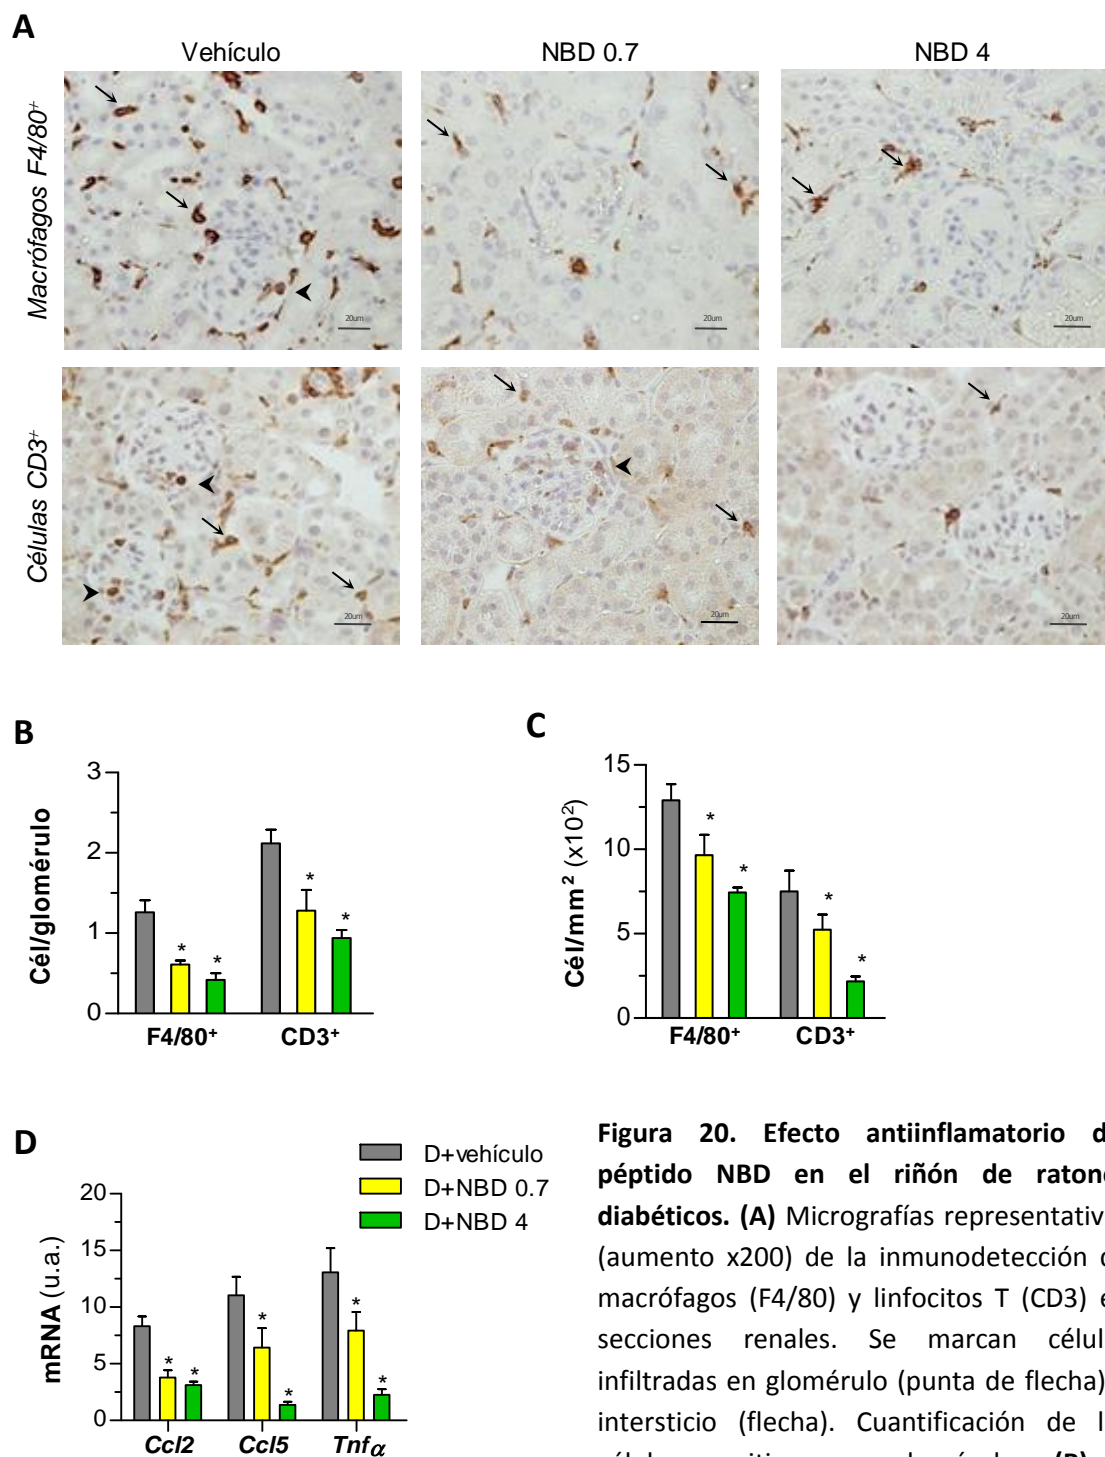 A
Vehículo
NBD 0.7
NBD 4
Macrófagos F4/80+
20um
20um
20um
Células CD3+
20um
20um
20um
B
Cél/glomérulo
3
2
1
0
*
*
*
*
F4/80+
CD3+
C
Cél/mm2 (x102)
15
10
5
0
*
*
*
*
F4/80+
CD3+
D
D+vehículo
D+NBD 0.7
D+NBD 4
mRNA (u.a.)
20
15
10
5
0
*
*
*
*
*
*
Ccl2
Ccl5
Tnfα
Figura 20. Efecto antiinflamatorio d
péptido NBD en el riñón de ratone
diabéticos. (A) Micrografías representativ
(aumento x200) de la inmunodetección
macrófagos (F4/80) y linfocitos T (CD3) e
secciones renales. Se marcan célul
infiltradas en glomérulo (punta de flecha)
intersticio (flecha). Cuantificación de l